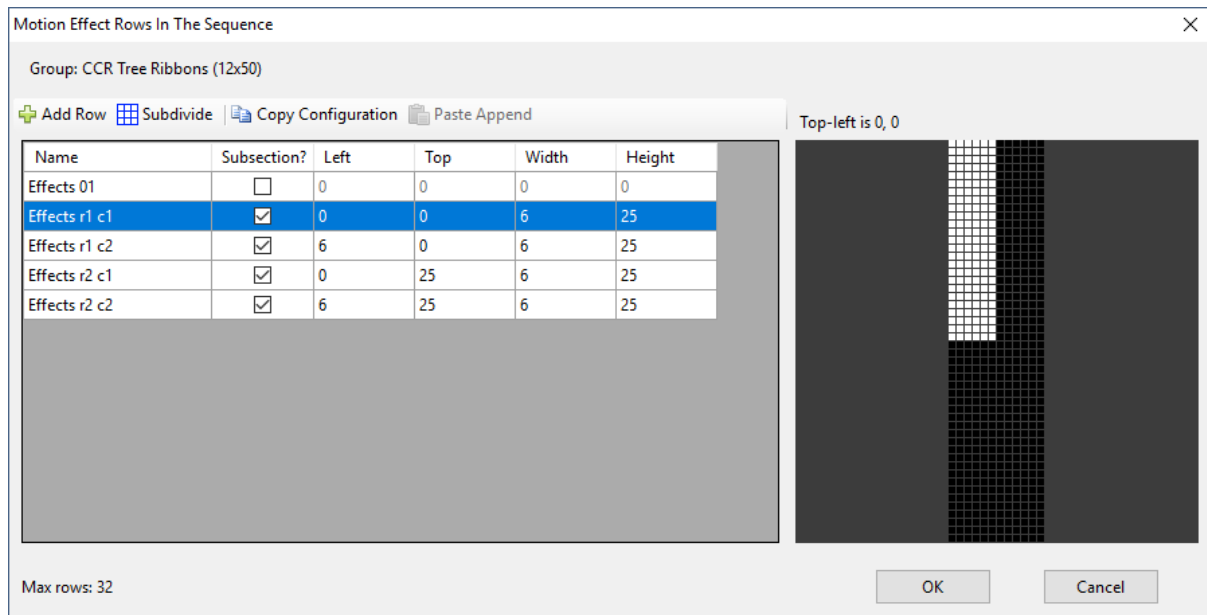 Motion Effect Rows In The Sequence
Group: CCR Tree Ribbons (12x50)
Add Row Subdivide Copy Configuration Paste Append
Top-left is 0, 0
Name Subsection? Left Top Width Height
Effects 01 0 0 0 0
Effects r1 c1 0 0 6 25
Effects r1 c2 6 0 6 25
Effects r2 c1 0 25 6 25
Effects r2 c2 6 25 6 25
Max rows: 32
OK Cancel